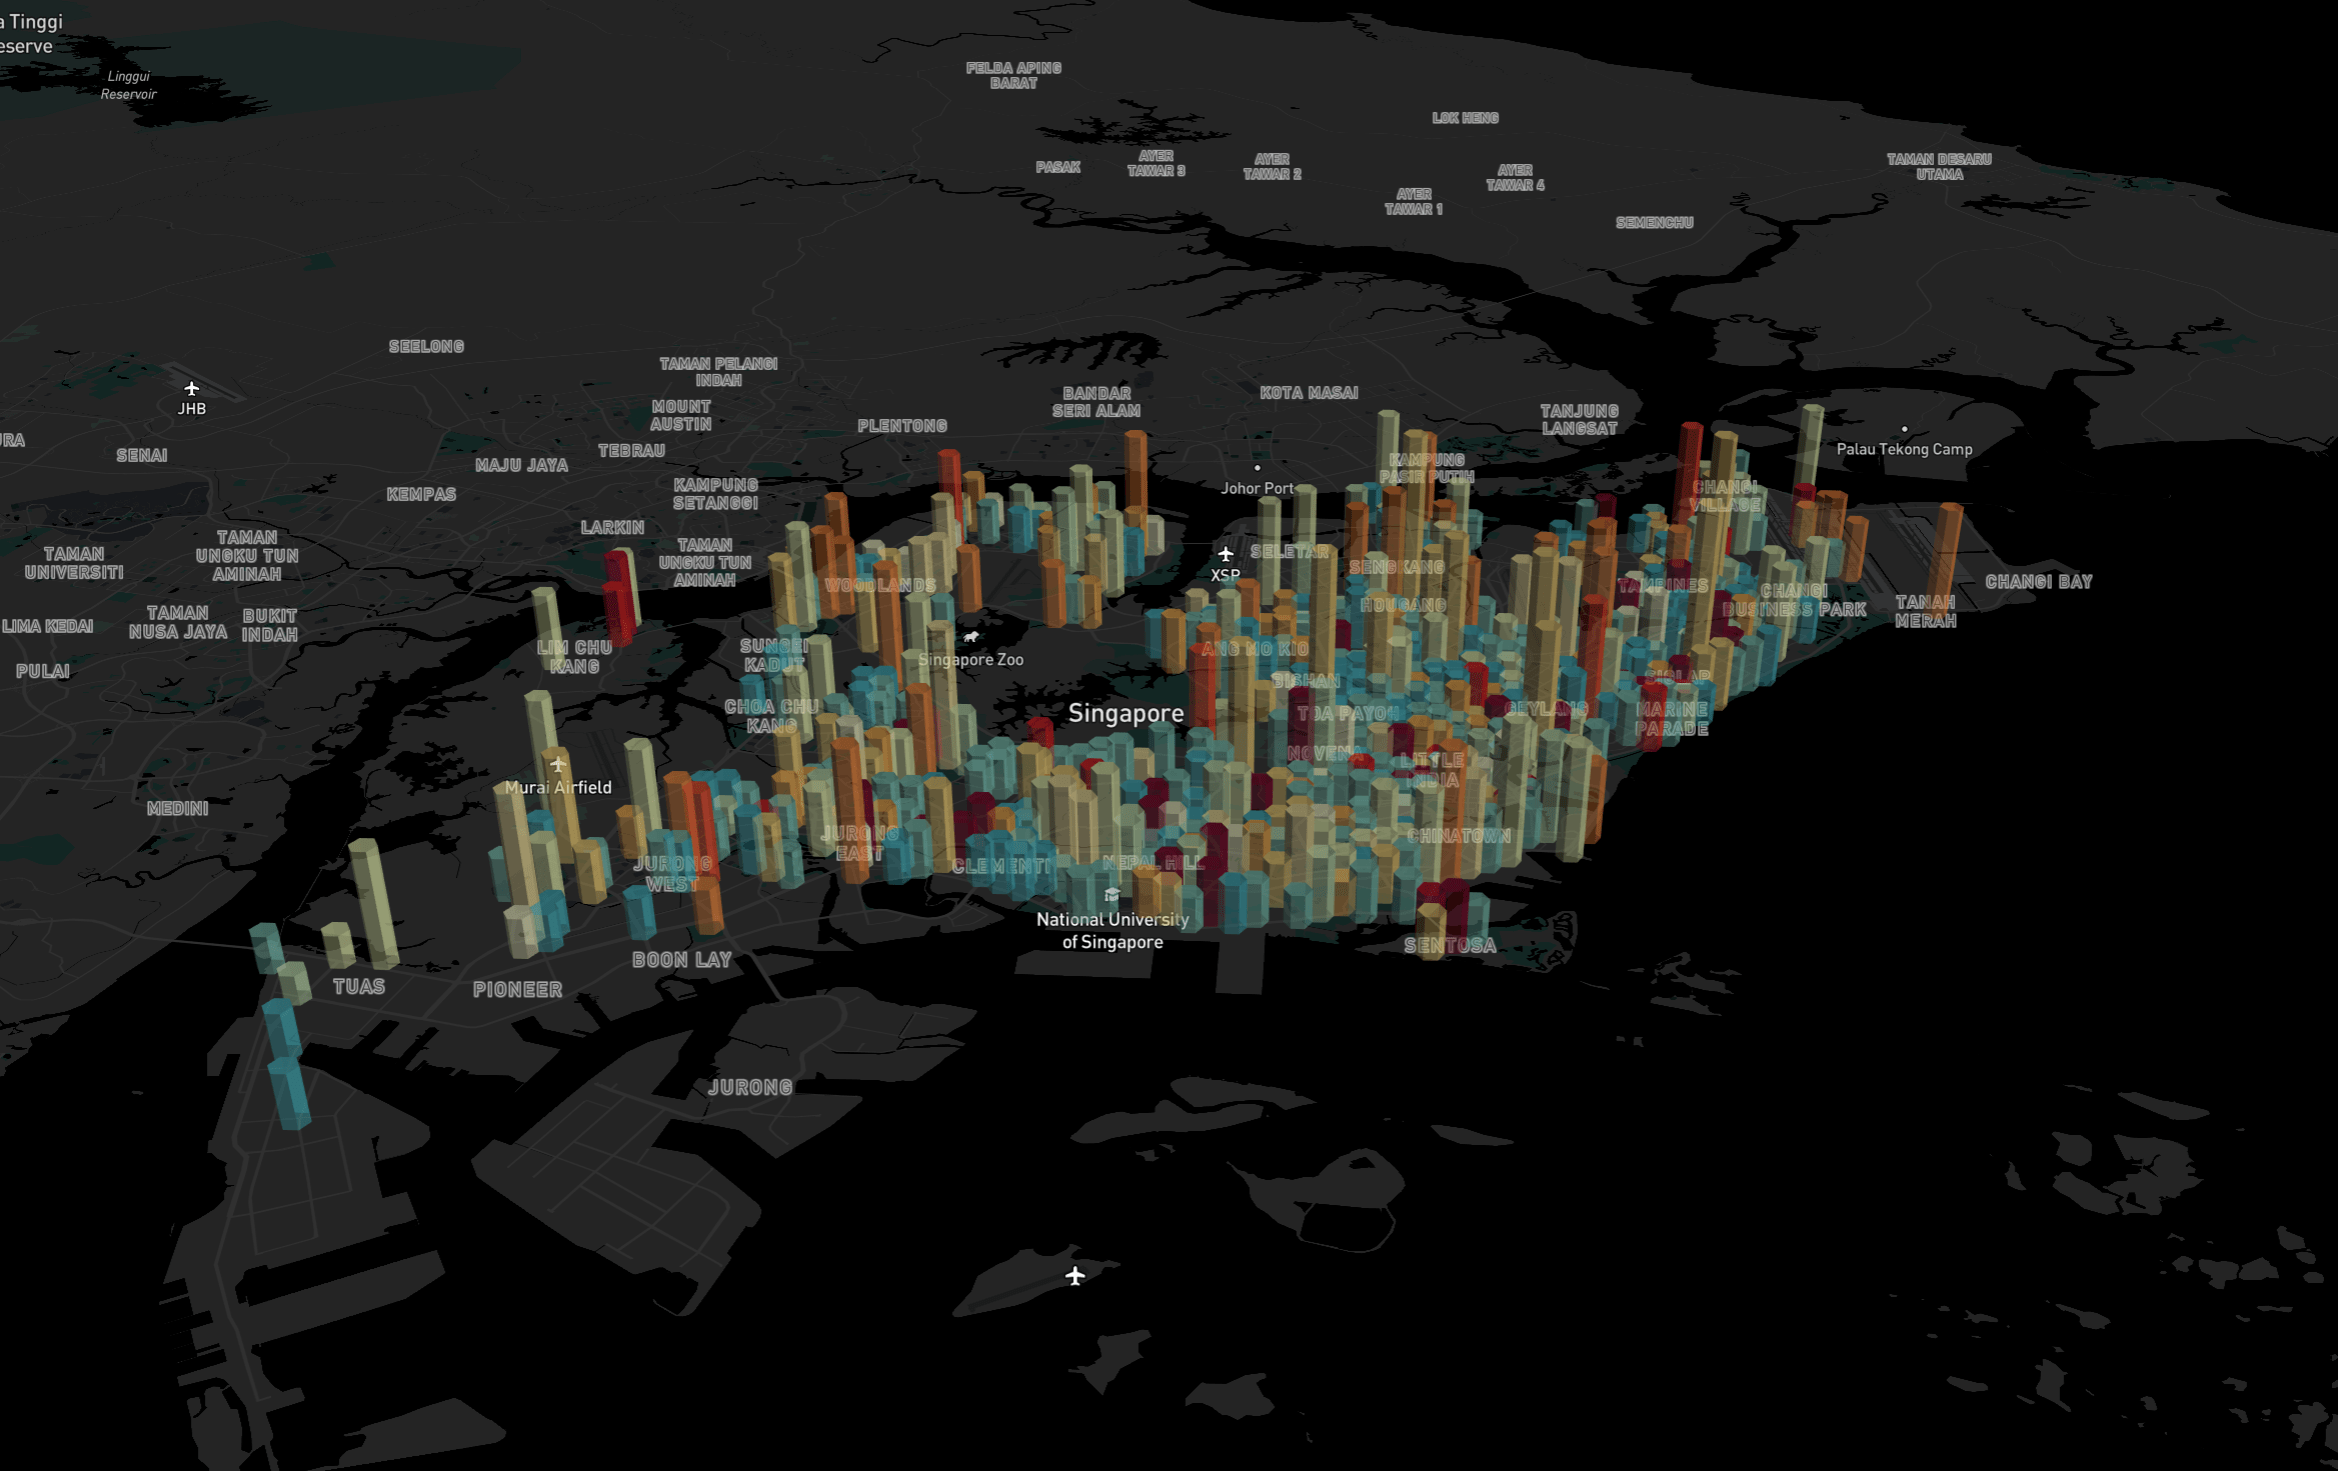 a Tinggi
eserve
Linggui
Reservoir
FELDA APING
BARAT
LOK HENG
PASAK
AYER
TAWAR 3
AYER
TAWAR 2
AYER
TAWAR 4
AYER
TAWAR 1
TAMAN DESARU
UTAMA
SEMENCHU
SEELONG
TAMAN PELANGI
INDAH
JHB
MOUNT
AUSTIN
BANDAR
SERI ALAM
KOTA MASAI
PLENTONG
TANJUNG
LANGSAT
URA
SENAI
TEBRAU
MAJU JAYA
Palau Tekong Camp
KAMPUNG
PASIR PUTIH
Johor Port
KEMPAS
KAMPUNG
SETANGGI
CHANGI
VILLAGE
LARKIN
TAMAN
UNIVERSITI
TAMAN
UNGKU TUN
AMINAH
TAMAN
UNGKU TUN
AMINAH
SELETAR
XSP
SENGKANG
WOODLANDS
TAMPINES
CHANGI
BUSINESS PARK
CHANGI BAY
HOUGANG
TANAH
MERAH
LIMA KEDAI
TAMAN
NUSA JAYA
BUKIT
INDAH
LIM CHU
KANG
SUNGEI
KADUT
Singapore Zoo
ANG MO KIO
PULAI
BISHAN
SIGLAP
CHOA CHU
KANG
Singapore
TOA PAYOH
GEYLANG
MARINE
PARADE
NOVENA
LITTLE
INDIA
Murai Airfield
MEDINI
JURONG
EAST
CHINATOWN
JURONG
WEST
CLEMENTI
NEPAL HILL
National University
of Singapore
SENTOSA
BOON LAY
TUAS
PIONEER
JURONG